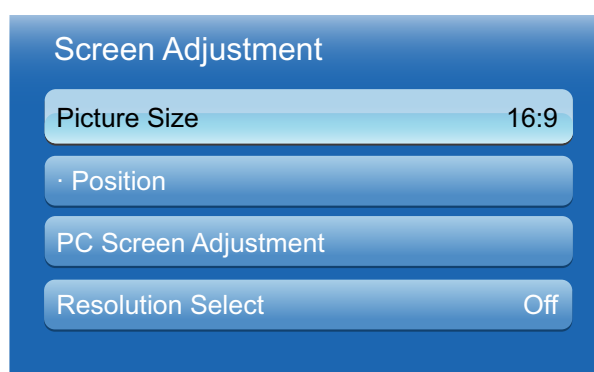 Screen Adjustment
Picture Size 16:9
· Position
PC Screen Adjustment
Resolution Select Off